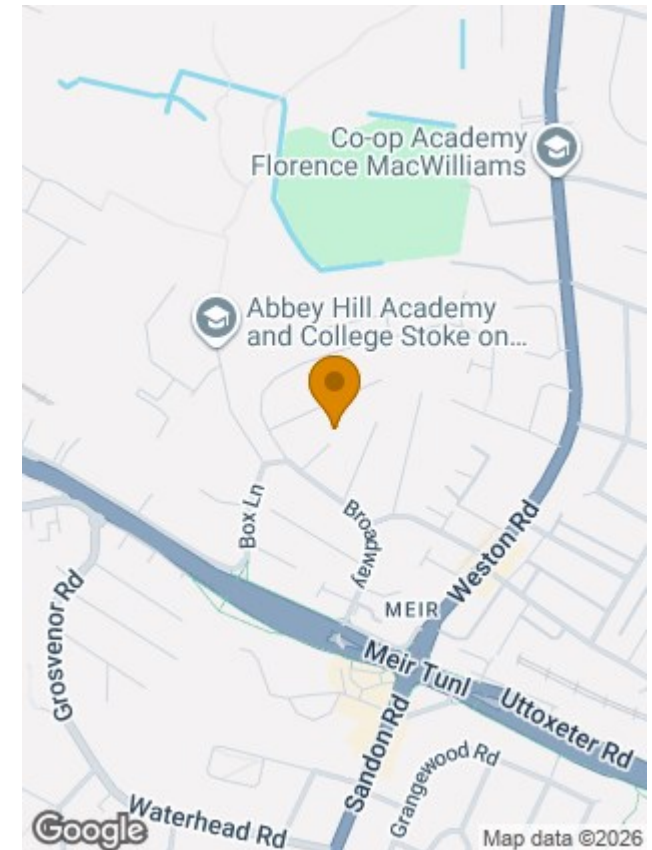 Co-op Academy
Florence MacWilliams
Abbey Hill Academy
and College Stoke on...
Box Ln
Broadway
Weston Rd
Grosvenor Rd
MEIR
Meir Tunl
Uttoxeter Rd
Sandon Rd
Grangewood Rd
Waterhead Rd
Google
Map data ©2026